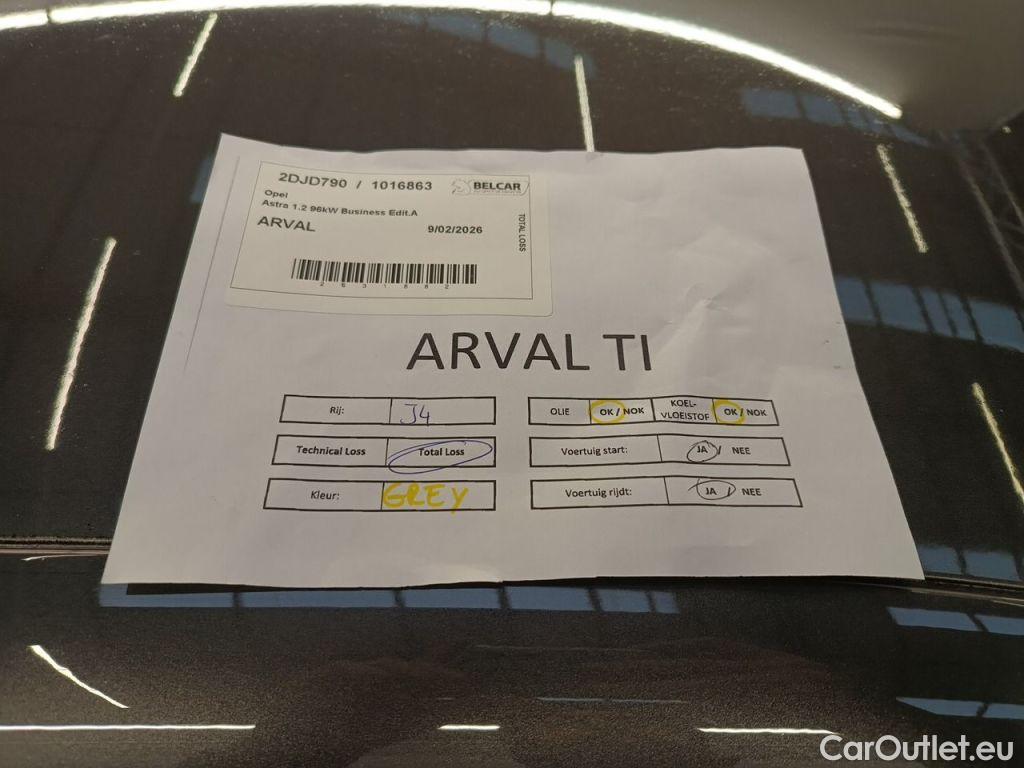 2DJD790 / 1016863
BELCAR
Opel
Astra 1.2 96kW Business Edit.A
ARVAL
9/02/2026
TOTAL LOSS
2631882
ARVAL TI
Rij: J4
OLIE OK / NOK KOEL-VLOEISTOF OK / NOK
Technical Loss Total Loss
Voertuig start: JA / NEE
Kleur: GREY
Voertuig rijdt: JA / NEE
CarOutlet.eu